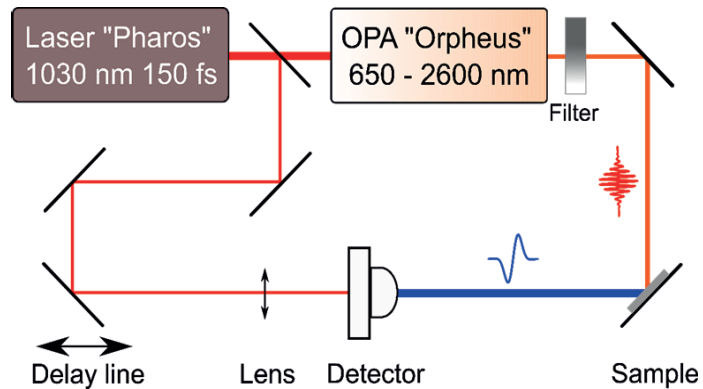 Laser "Pharos"
1030 nm 150 fs
OPA "Orpheus"
650 - 2600 nm
Filter
Delay line
Lens
Detector
Sample